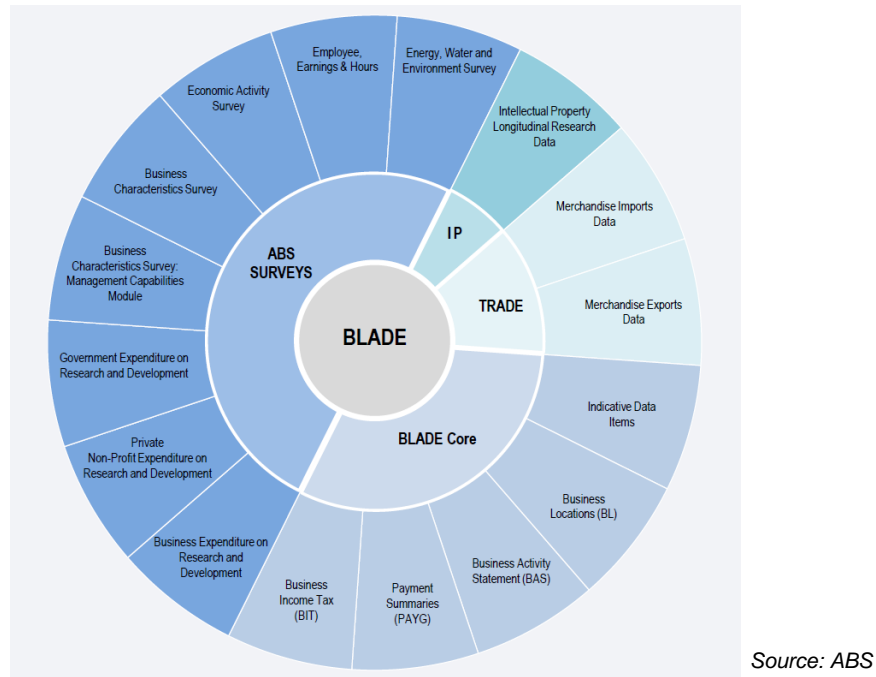 Employee,
Earnings & Hours
Energy, Water and
Environment Survey
Intellectual Property
Longitudinal Research
Data
Merchandise Imports
Data
Merchandise Exports
Data
Indicative Data
Items
Business
Locations (BL)
Business Activity
Statement (BAS)
Payment
Summaries
(PAYG)
Business
Income Tax
(BIT)
Business Expenditure on
Research and
Development
Private
Non-Profit Expenditure on
Research and Development
Government Expenditure on
Research and Development
Business
Characteristics Survey:
Management Capabilities
Module
Business
Characteristics Survey
Economic Activity
Survey
ABS
SURVEYS
IP
TRADE
BLADE Core
BLADE
Source: ABS